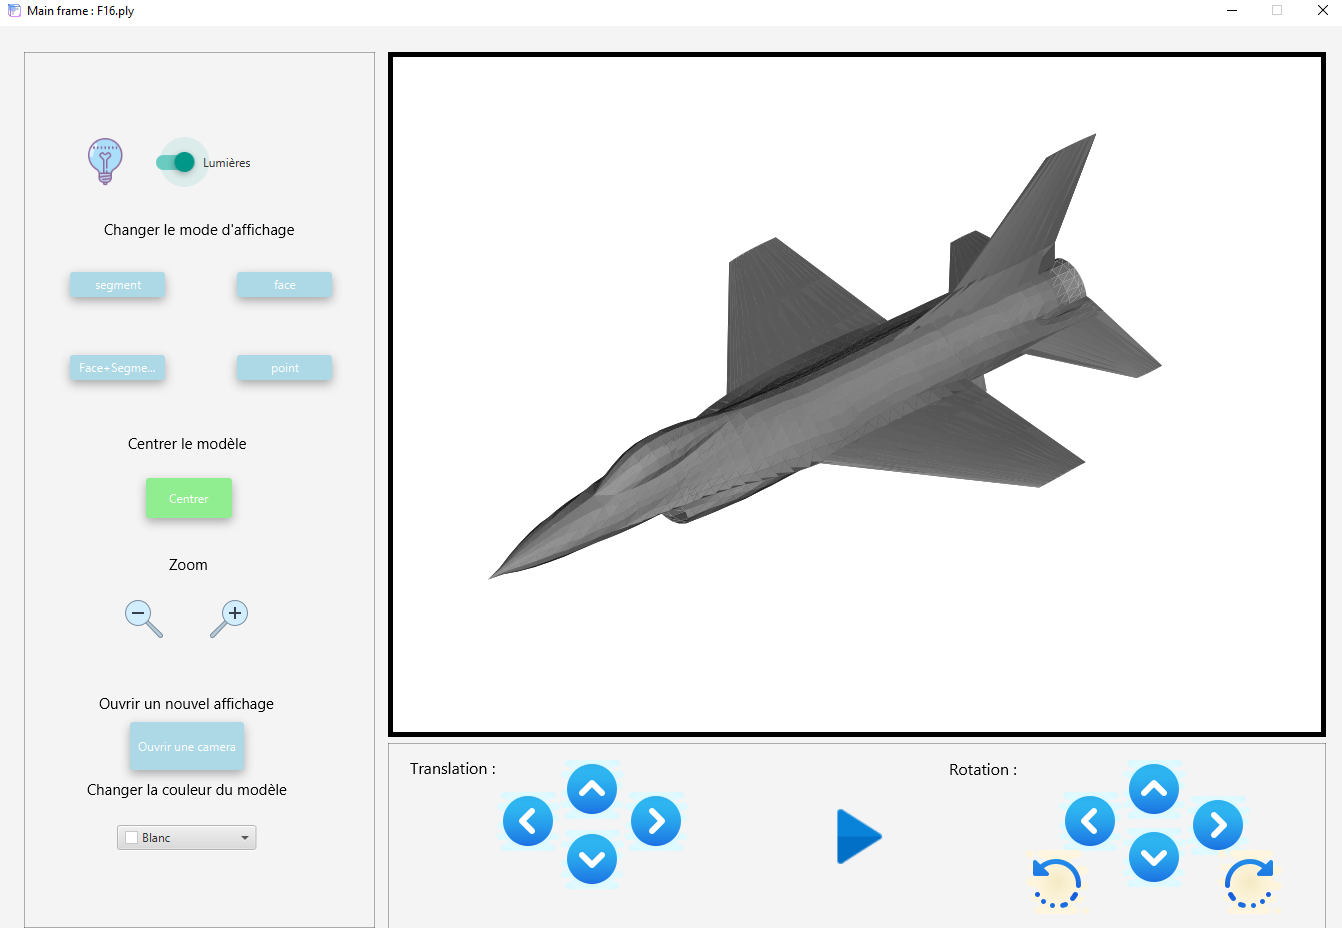 Main frame : F16.ply
Lumières
Changer le mode d'affichage
segment
face
Face+Segme...
point
Centrer le modèle
Centrer
Zoom
Ouvrir un nouvel affichage
Ouvrir une camera
Changer la couleur du modèle
Blanc
Translation :
Rotation :